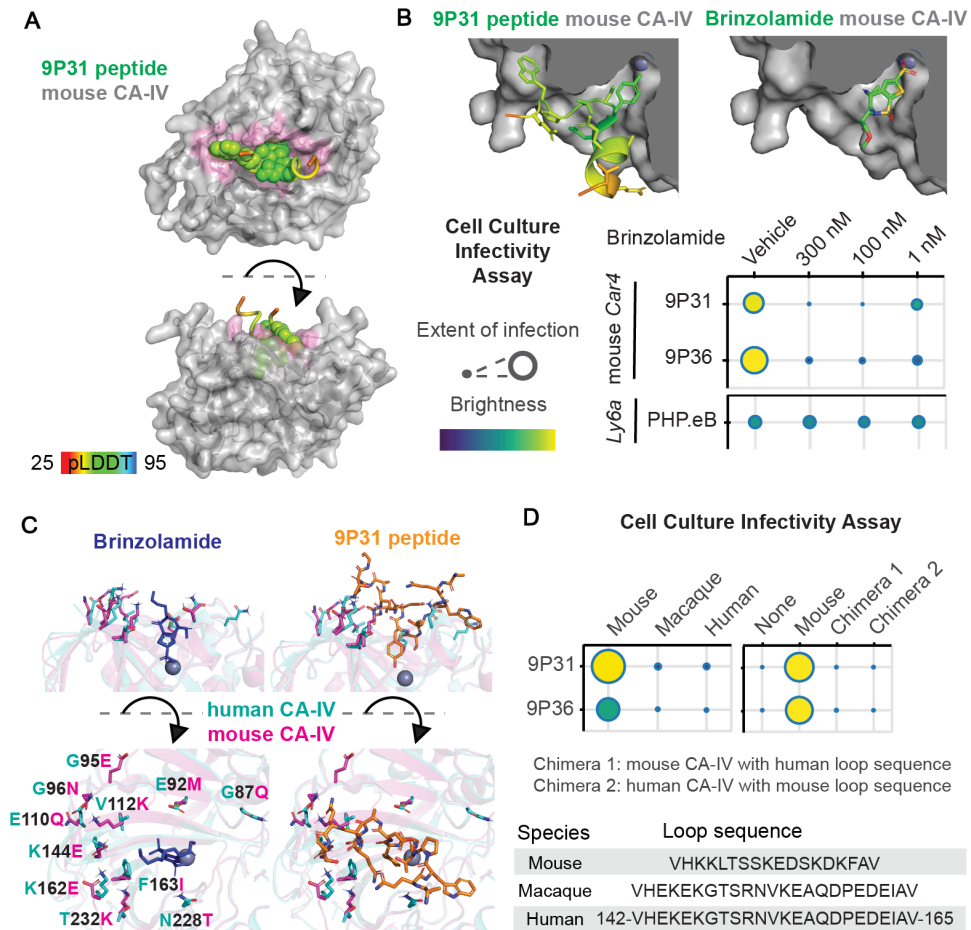 A
9P31 peptide
mouse CA-IV
25 pLDDT 95
B
9P31 peptide mouse CA-IV
Brinzolamide mouse CA-IV
Cell Culture
Infectivity
Assay
Extent of infection
Brightness
Brinzolamide
Vehicle
300 nM
100 nM
1 nM
mouse Car4
9P31
9P36
Ly6a
PHP.eB
C
Brinzolamide
9P31 peptide
human CA-IV
mouse CA-IV
G95E
G96N
E92M
G87Q
V112K
E110Q
K144E
K162E
F163I
T232K
N228T
D
Cell Culture Infectivity Assay
Mouse
Macaque
Human
None
Mouse
Chimera 1
Chimera 2
9P31
9P36
Chimera 1: mouse CA-IV with human loop sequence
Chimera 2: human CA-IV with mouse loop sequence
Species Loop sequence
Mouse VHKKLTSSKEDSKDKFAV
Macaque VHEKEKGTSRNVKEAQDPEDEIAV
Human 142-VHEKEKGTSRNVKEAQDPEDEIAV-165